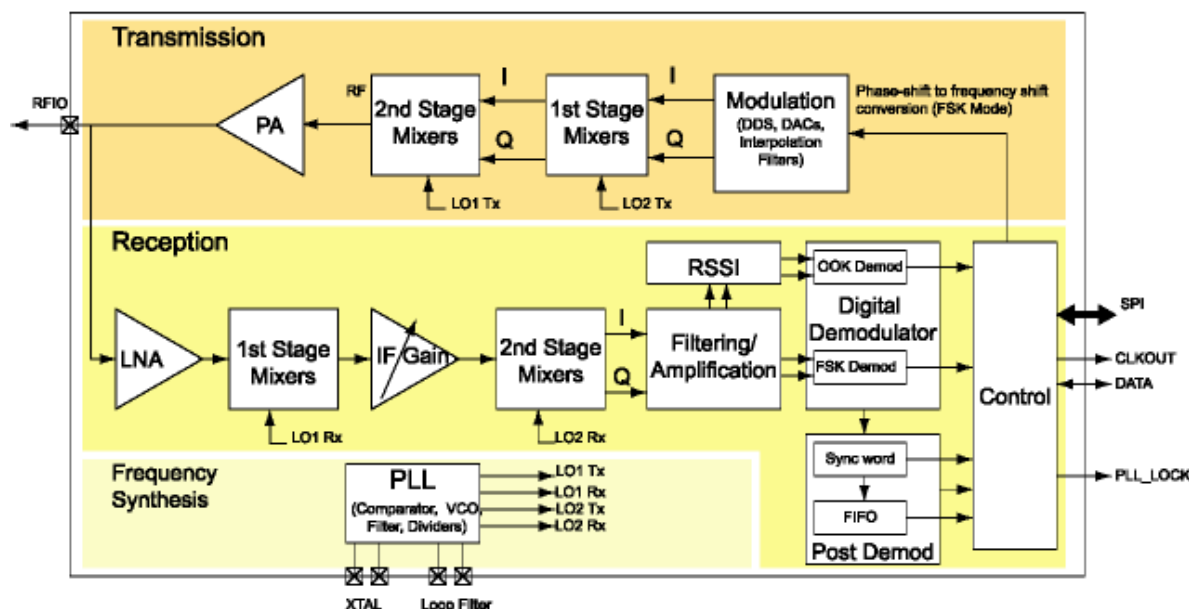 Transmission
RFIO
PA
RF
2nd Stage
Mixers
LO1 Tx
I
Q
1st Stage
Mixers
LO2 Tx
I
Q
Modulation
(DDS, DACs,
Interpolation
Filters)
Phase-shift to frequency shift
conversion (FSK Mode)
Reception
LNA
1st Stage
Mixers
LO1 Rx
IF Gain
2nd Stage
Mixers
LO2 Rx
I
Q
RSSI
Filtering/
Amplification
OOK Demod
Digital
Demodulator
FSK Demod
Sync word
FIFO
Post Demod
Control
SPI
CLKOUT
DATA
PLL_LOCK
Frequency
Synthesis
PLL
(Comparator, VCO,
Filter, Dividers)
LO1 Tx
LO1 Rx
LO2 Tx
LO2 Rx
XTAL
Loop Filter